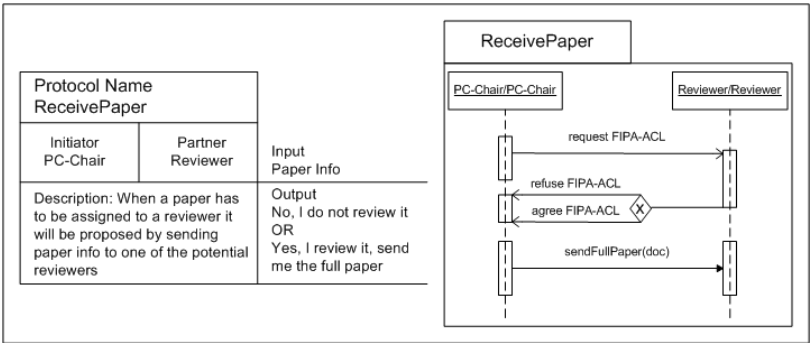 Protocol Name
ReceivePaper
Initiator
PC-Chair
Partner
Reviewer
Input
Paper Info
Description: When a paper has
to be assigned to a reviewer it
will be proposed by sending
paper info to one of the potential
reviewers
Output
No, I do not review it
OR
Yes, I review it, send
me the full paper
ReceivePaper
PC-Chair/PC-Chair
Reviewer/Reviewer
request FIPA-ACL
refuse FIPA-ACL
agree FIPA-ACL
X
sendFullPaper(doc)